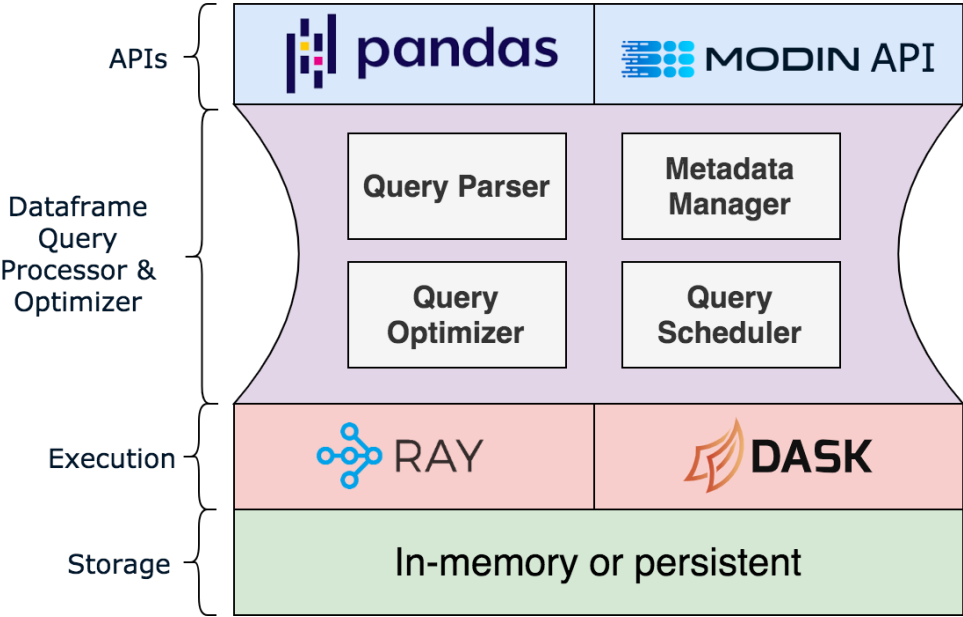 APIs
pandas
MODIN API
Dataframe
Query
Processor &
Optimizer
Query Parser
Metadata
Manager
Query
Optimizer
Query
Scheduler
Execution
RAY
DASK
Storage
In-memory or persistent